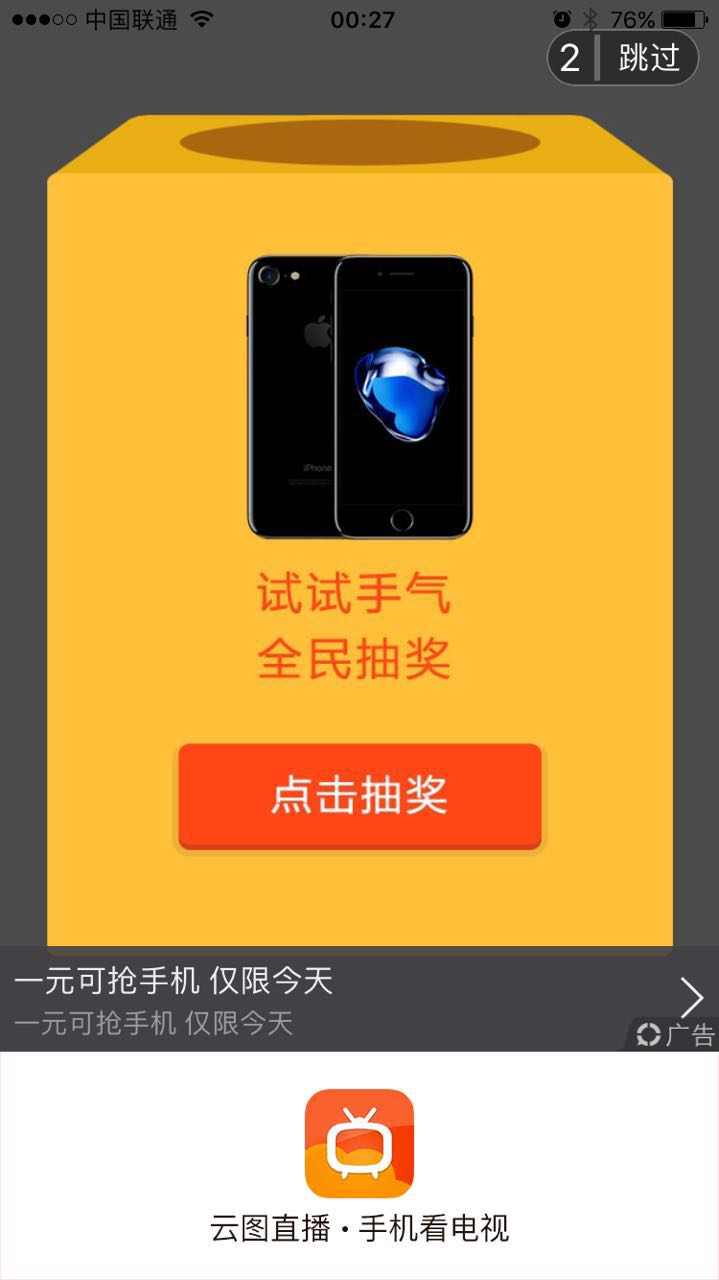 中国联通 00:27 76%
2 跳过
iPhone
试试手气
全民抽奖
点击抽奖
一元可抢手机 仅限今天
一元可抢手机 仅限今天
广告
云图直播·手机看电视